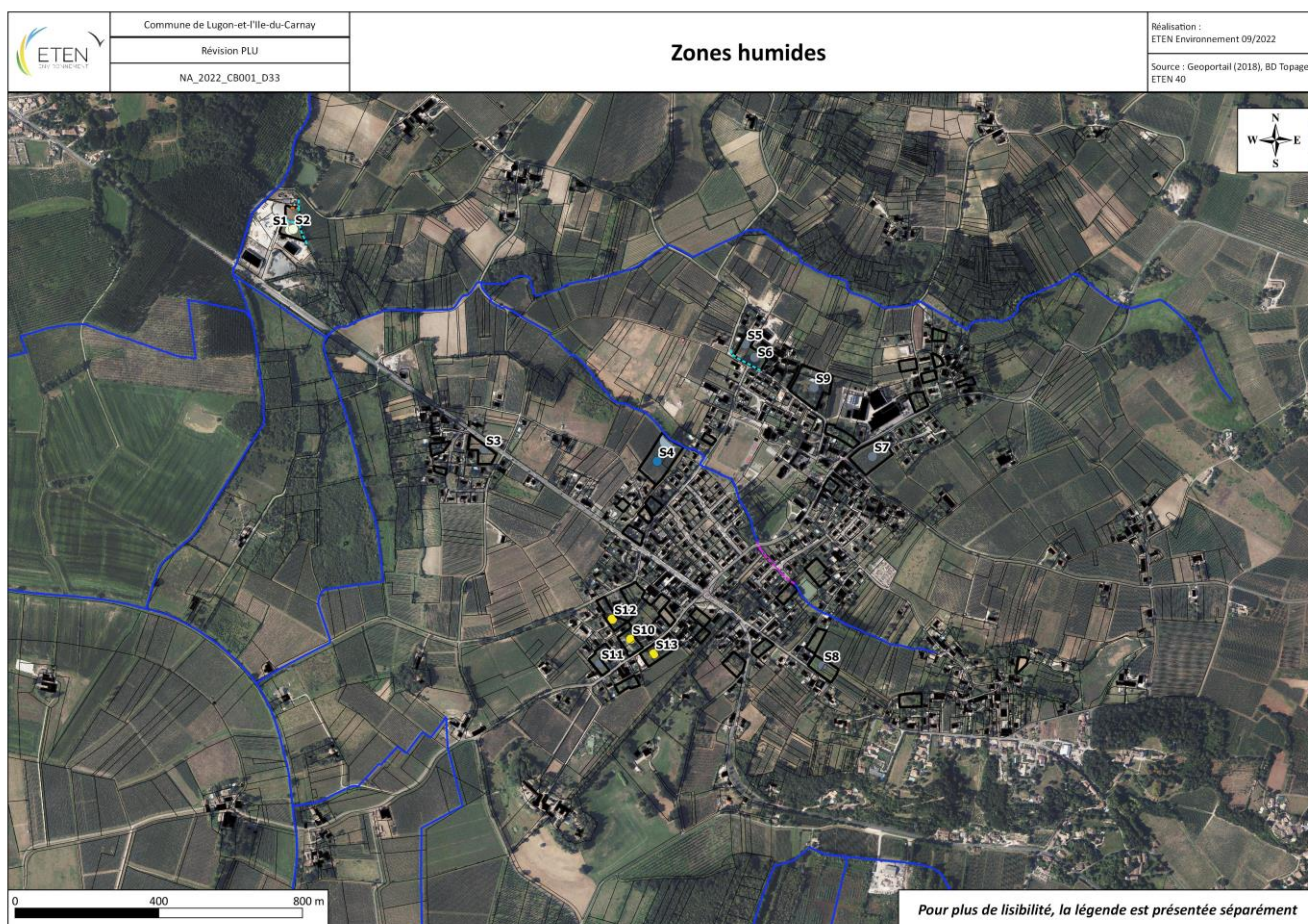 ETEN
ENVIRONNEMENT
Commune de Lugon-et-l'Ile-du-Carnay
Révision PLU
NA_2022_CB001_D33
Zones humides
Réalisation :
ETEN Environnement 09/2022
Source : Geoportail (2018), BD Topage
ETEN 40
N
W E
S
S1 S2
S5
S6
S9
S3
S4
S7
S12
S10
S13
S11
S8
0 400 800 m
Pour plus de lisibilité, la légende est présentée séparément